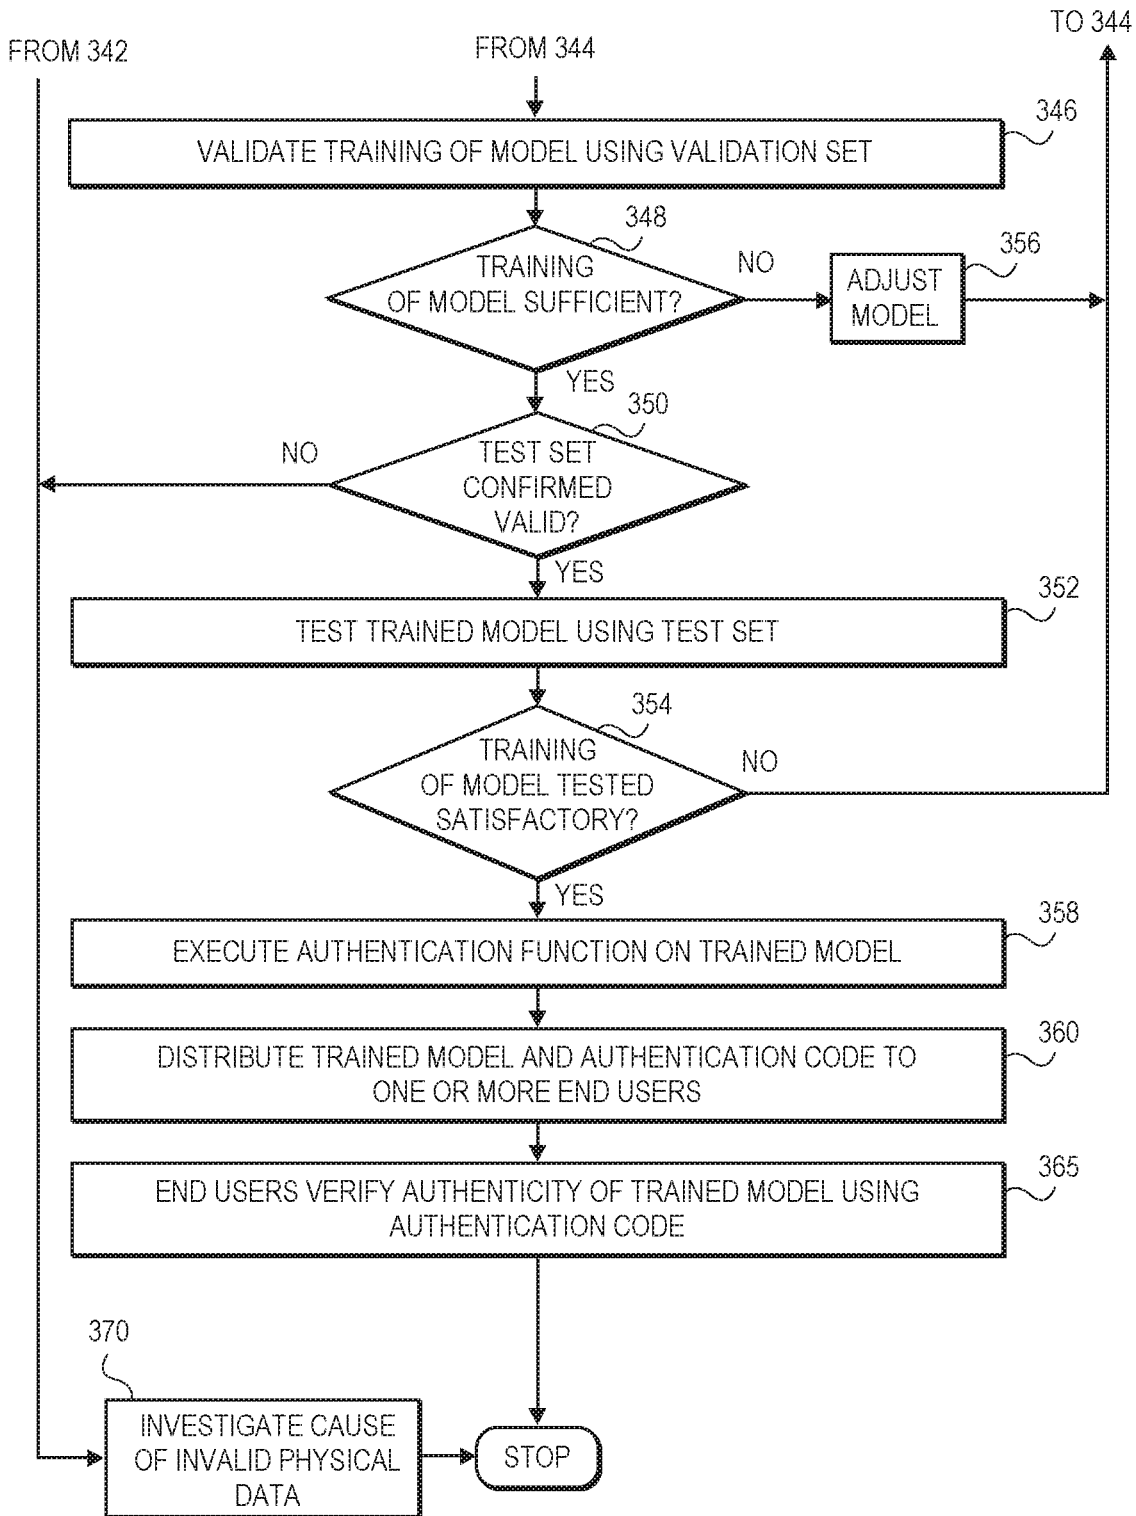 TO 344
FROM 342
FROM 344
346
VALIDATE TRAINING OF MODEL USING VALIDATION SET
348
TRAINING
OF MODEL SUFFICIENT?
NO
356
ADJUST
MODEL
YES
350
NO
TEST SET
CONFIRMED
VALID?
YES
352
TEST TRAINED MODEL USING TEST SET
354
TRAINING
OF MODEL TESTED
SATISFACTORY?
NO
YES
358
EXECUTE AUTHENTICATION FUNCTION ON TRAINED MODEL
360
DISTRIBUTE TRAINED MODEL AND AUTHENTICATION CODE TO
ONE OR MORE END USERS
365
END USERS VERIFY AUTHENTICITY OF TRAINED MODEL USING
AUTHENTICATION CODE
370
INVESTIGATE CAUSE
OF INVALID PHYSICAL
DATA
STOP